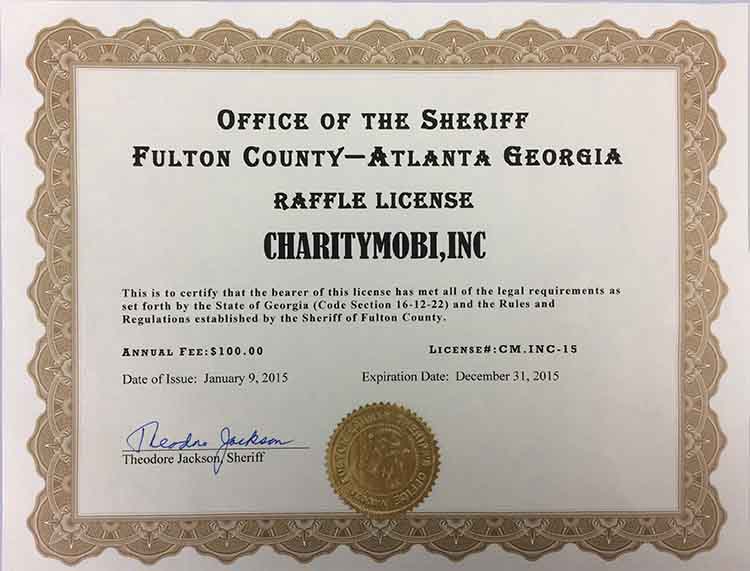 OFFICE OF THE SHERIFF
FULTON COUNTY—ATLANTA GEORGIA
RAFFLE LICENSE
CHARITYMOBI,INC
This is to certify that the bearer of this license has met all of the legal requirements as
set forth by the State of Georgia (Code Section 16-12-22) and the Rules and
Regulations established by the Sheriff of Fulton County.
ANNUAL FEE:$100.00 LICENSE#:CM.INC-15
Date of Issue: January 9, 2015 Expiration Date: December 31, 2015
Theodore Jackson
Theodore Jackson, Sheriff